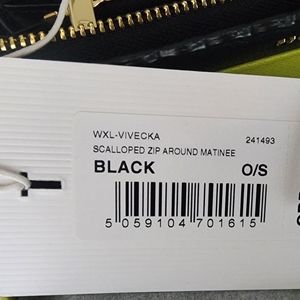 WXL-VIVECKA 241493
SCALLOPED ZIP AROUND MATINEE
BLACK O/S
5 059104 701615